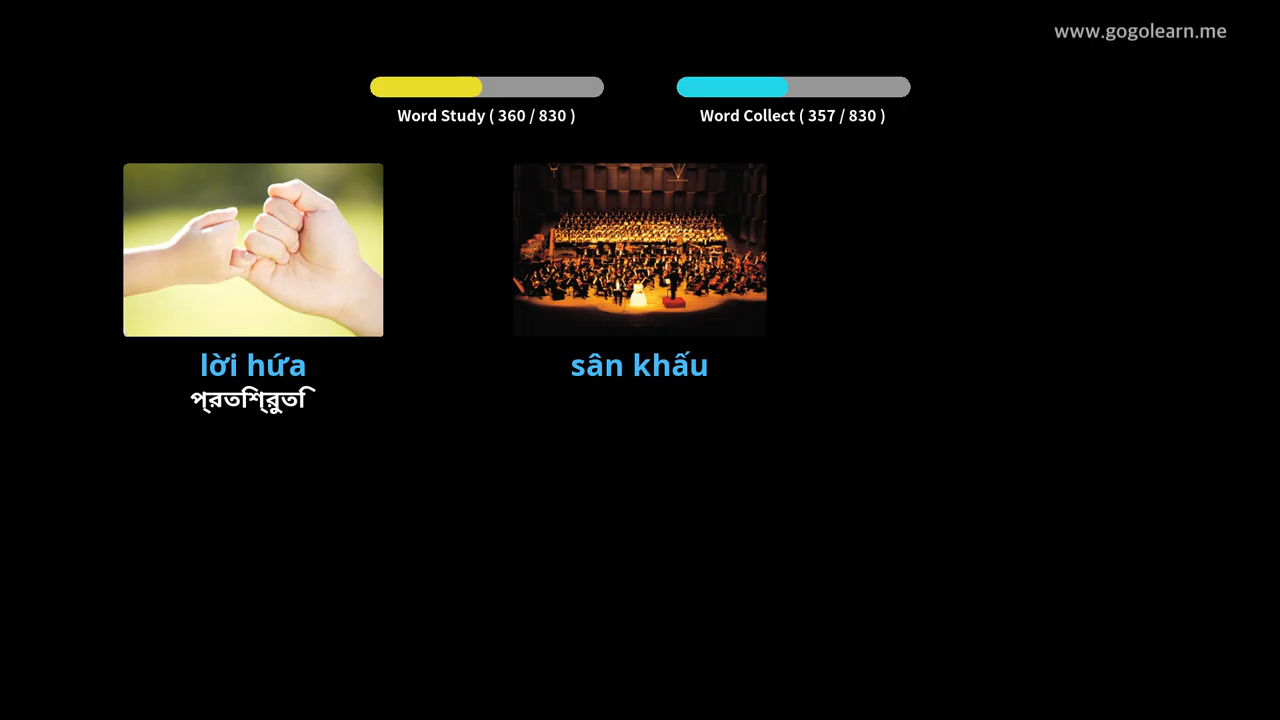 www.gogolearn.me
Word Study ( 360 / 830 )
Word Collect ( 357 / 830 )
lời hứa
প্রতিশ্রুতি
sân khấu